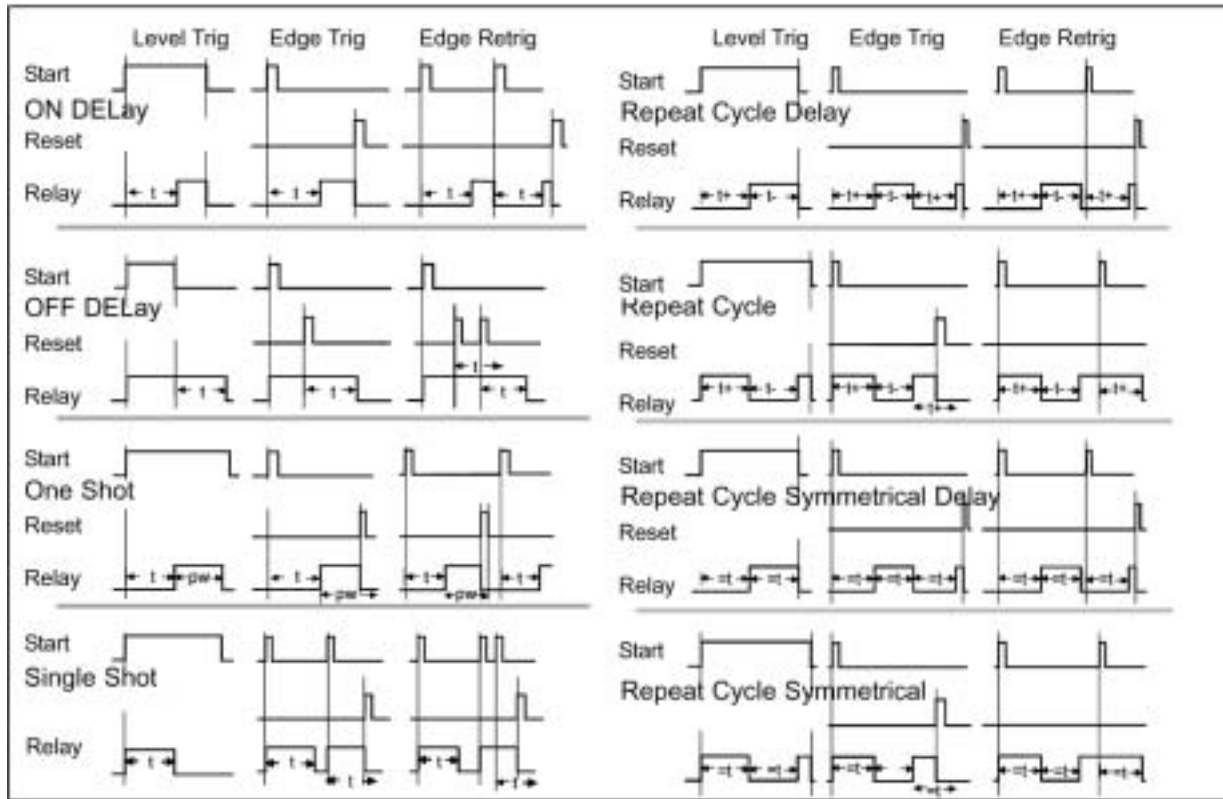 Level Trig Edge Trig Edge Retrig
Start
ON DELay
Reset
Relay
t t t t
Start
OFF DELay
Reset
t
Relay
t t t
Start
One Shot
Reset
Relay
t pw t t t
pw pw
Start
Single Shot
Relay
t t t
t t
Level Trig Edge Trig Edge Retrig
Start
Repeat Cycle Delay
Reset
Relay
t+ t- t+ t- t+ t+ t- t+
Start
Repeat Cycle
Reset
Relay
t+ t- t+ t- t+ t- t+
t+
Start
Repeat Cycle Symmetrical Delay
Reset
Relay
=t =t =t =t =t =t =t =t
Start
Repeat Cycle Symmetrical
Relay
=t =t =t =t =t =t
=t